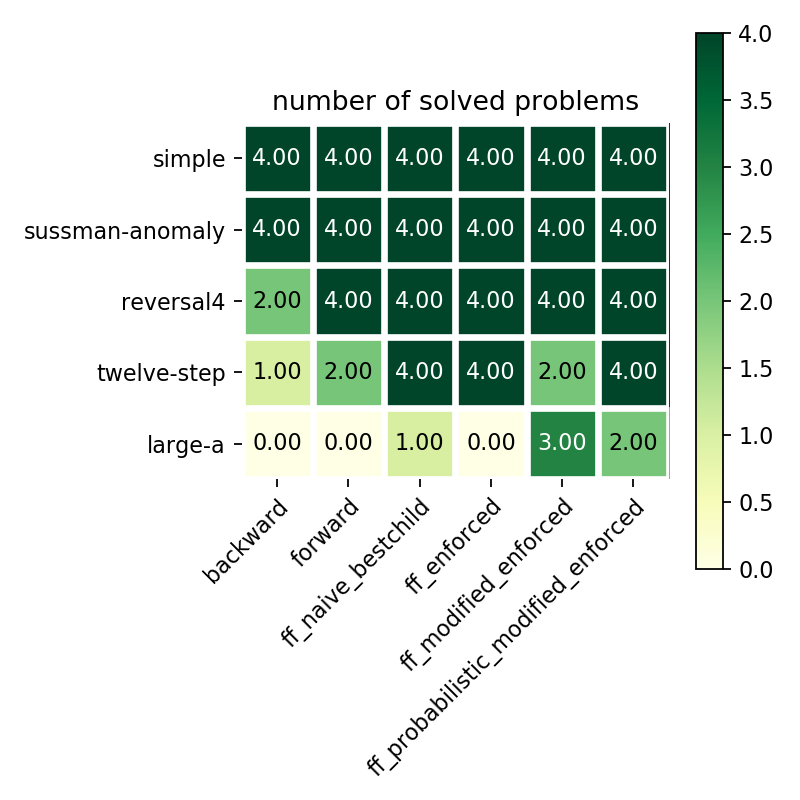 number of solved problems
simple 4.00 4.00 4.00 4.00 4.00 4.00
sussman-anomaly 4.00 4.00 4.00 4.00 4.00 4.00
reversal4 2.00 4.00 4.00 4.00 4.00 4.00
twelve-step 1.00 2.00 4.00 4.00 2.00 4.00
large-a 0.00 0.00 1.00 0.00 3.00 2.00
backward
forward
ff_naive_bestchild
ff_enforced
ff_modified_enforced
ff_probabilistic_modified_enforced
4.0
3.5
3.0
2.5
2.0
1.5
1.0
0.5
0.0